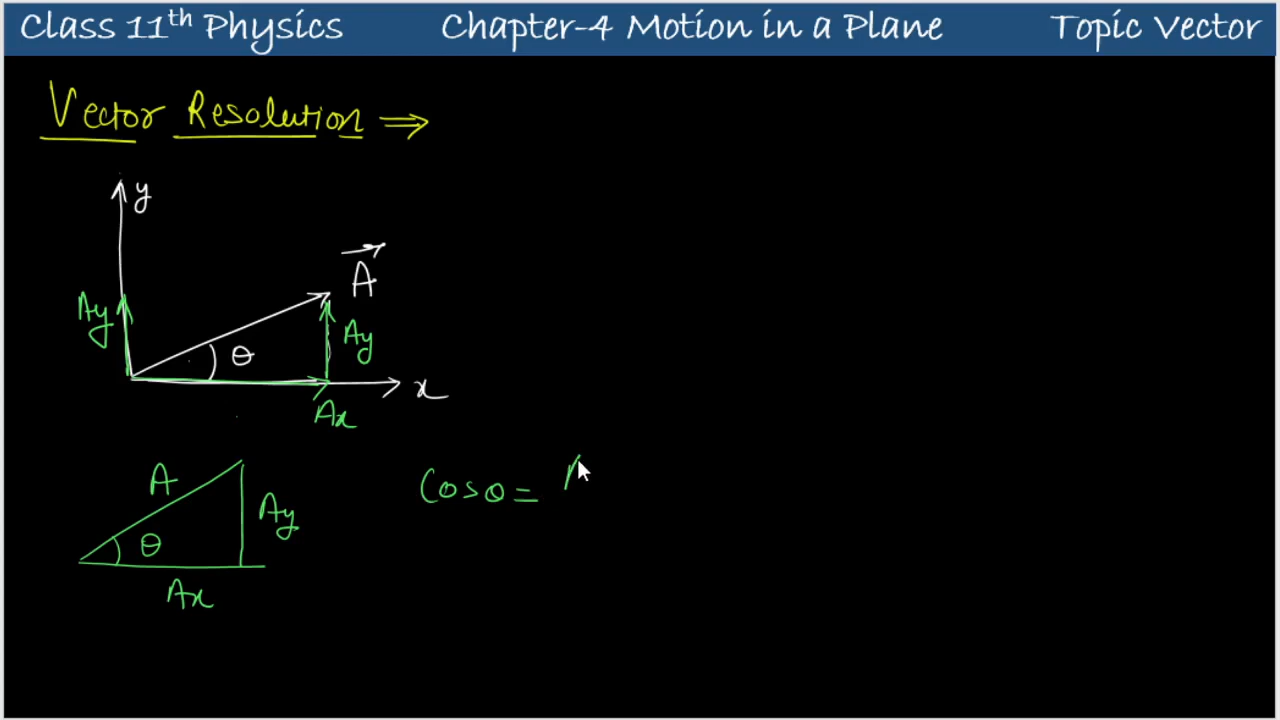 Class 11th Physics Chapter-4 Motion in a Plane Topic Vector
Vector Resolution ⇒
y
A
Ay
Ay
θ
x
Ax
A
Cosθ =
Ay
θ
Ax